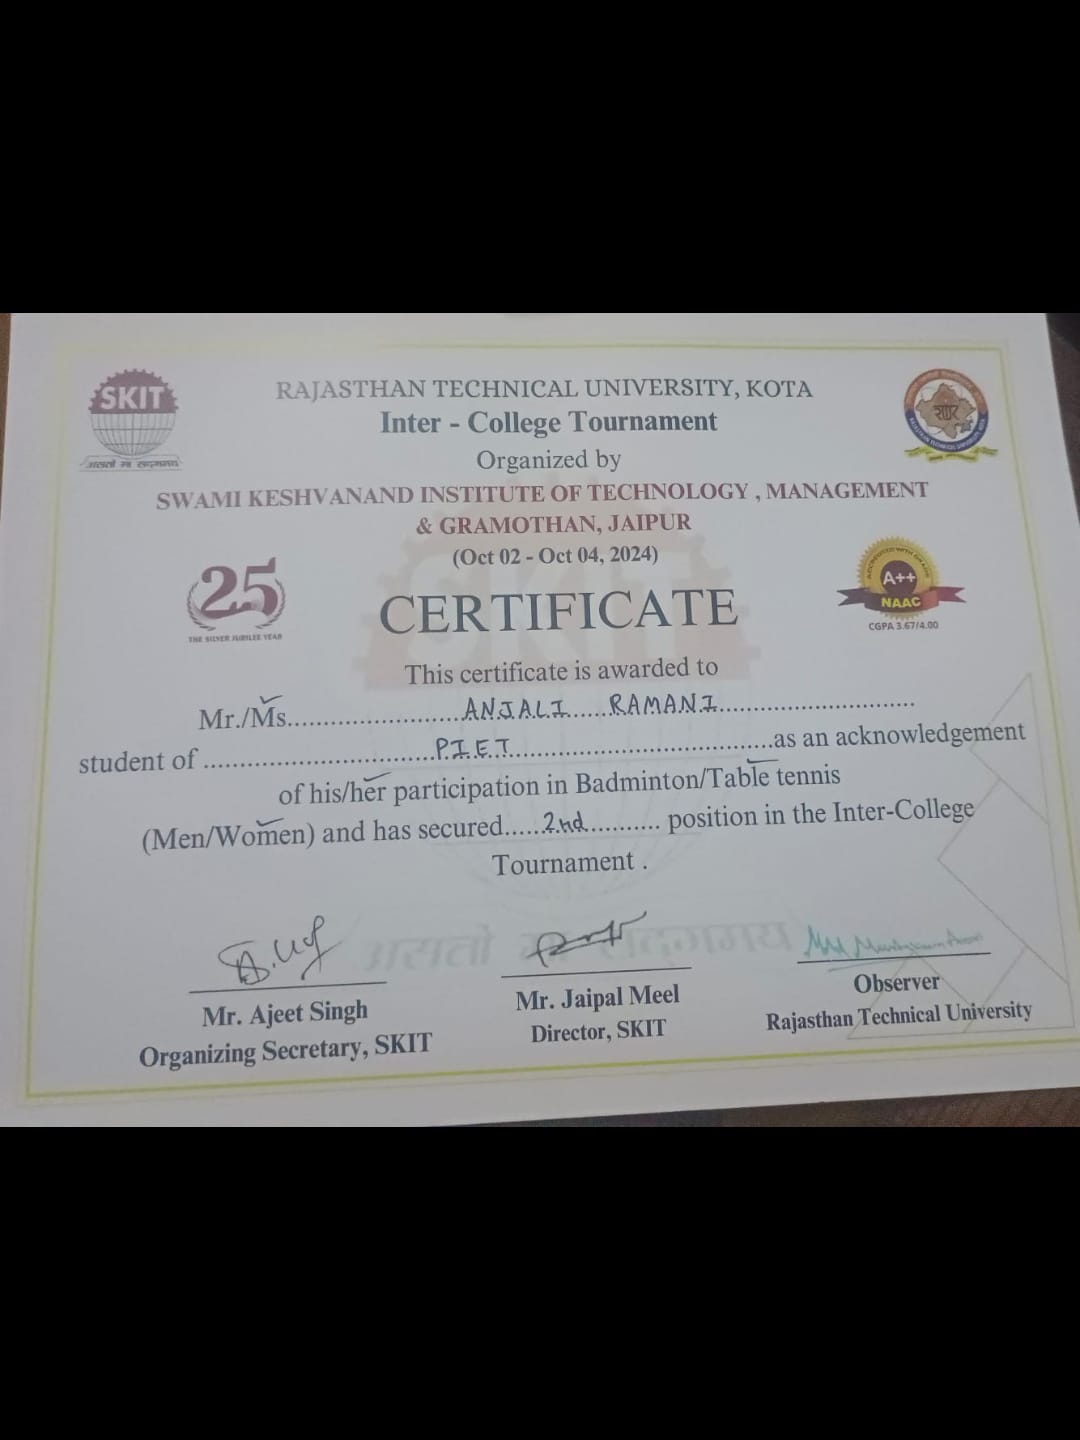 SKIT
असतो मा सद्गमय
RAJASTHAN TECHNICAL UNIVERSITY, KOTA
Inter - College Tournament
Organized by
SWAMI KESHVANAND INSTITUTE OF TECHNOLOGY , MANAGEMENT
& GRAMOTHAN, JAIPUR
(Oct 02 - Oct 04, 2024)
25
THE SILVER JUBILEE YEAR
ACCREDITED WITH GRADE
A++
NAAC
CGPA 3.67/4.00
CERTIFICATE
This certificate is awarded to
Mr./Ms......................ANJALI......RAMANI............................
student of .................................PIET.....................................as an acknowledgement
of his/her participation in Badminton/Table tennis
(Men/Women) and has secured.....2nd.......... position in the Inter-College
Tournament .
असतो मा सद्गमय
Mr. Ajeet Singh
Organizing Secretary, SKIT
Mr. Jaipal Meel
Director, SKIT
Observer
Rajasthan Technical University